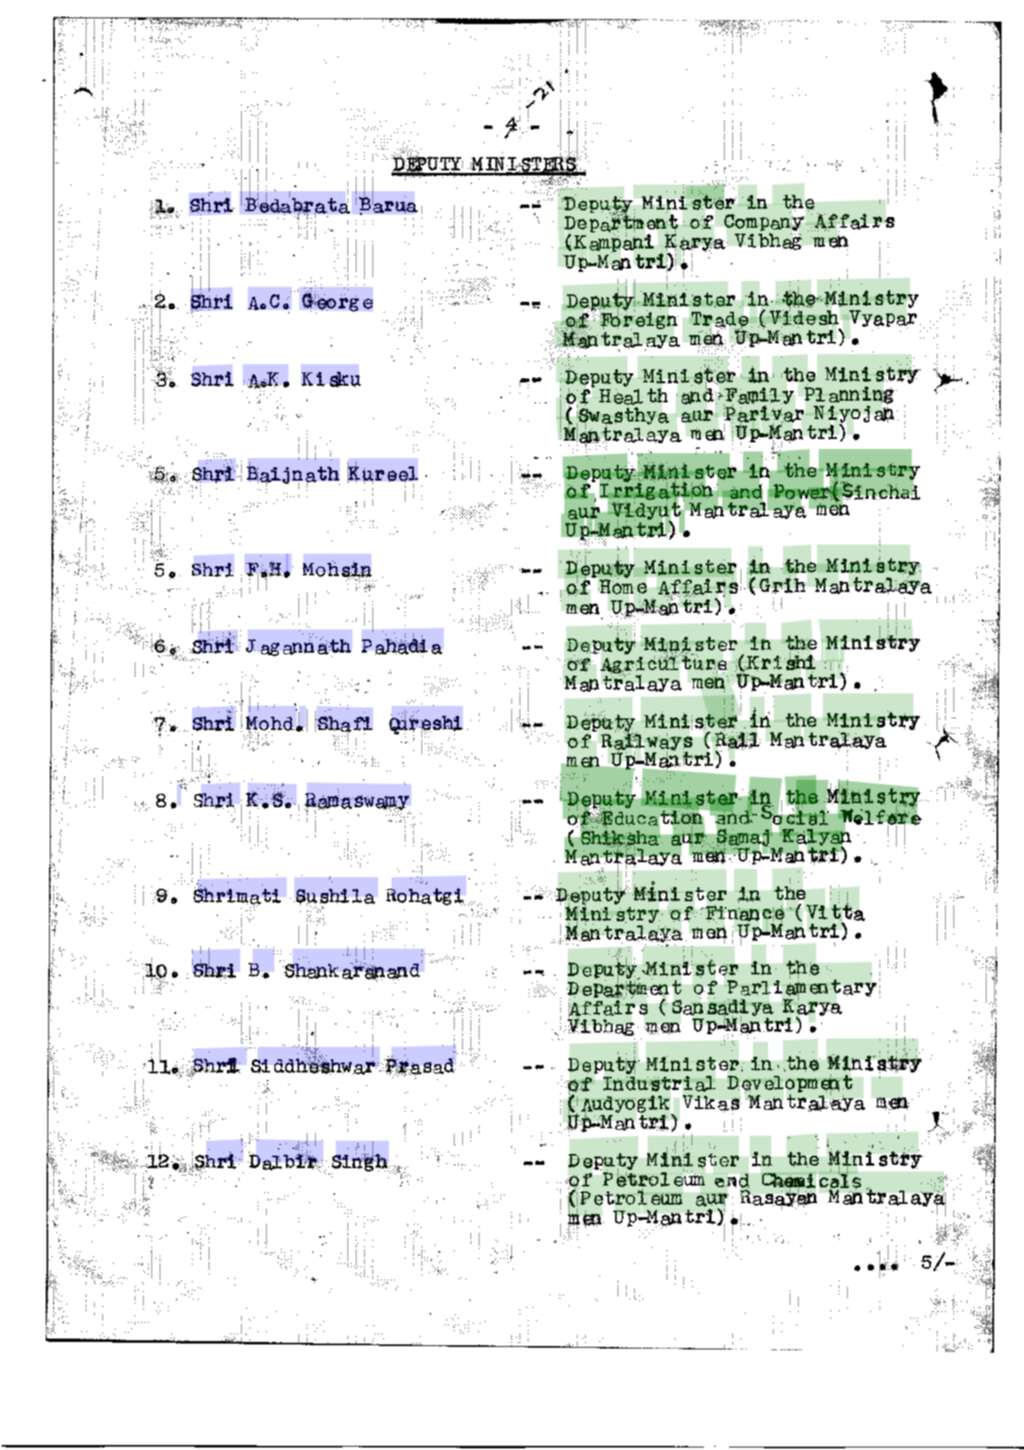 -21
- 4 -
DEPUTY MINISTERS
1. Shri Bedabrata Barua -- Deputy Minister in the
Department of Company Affairs
(Kampani Karya Vibhag men
Up-Mantri).
2. Shri A.C. George -- Deputy Minister in the Ministry
of Foreign Trade (Videsh Vyapar
Mantralaya men Up-Mantri).
3. Shri A.K. Kisku -- Deputy Minister in the Ministry
of Health and Family Planning
(Swasthya aur Parivar Niyojan
Mantralaya men Up-Mantri).
5. Shri Baijnath Kureel -- Deputy Minister in the Ministry
of Irrigation and Power(Sinchai
aur Vidyut Mantralaya men
Up-Mantri).
5. Shri F.H. Mohsin -- Deputy Minister in the Ministry
of Home Affairs (Grih Mantralaya
men Up-Mantri).
6. Shri Jagannath Pahadia -- Deputy Minister in the Ministry
of Agriculture (Krishi
Mantralaya men Up-Mantri).
7. Shri Mohd. Shafi Qureshi -- Deputy Minister in the Ministry
of Railways (Rail Mantralaya
men Up-Mantri).
8. Shri K.S. Ramaswamy -- Deputy Minister in the Ministry
of Education and Social Welfare
(Shiksha aur Samaj Kalyan
Mantralaya men Up-Mantri).
9. Shrimati Sushila Rohatgi -- Deputy Minister in the
Ministry of Finance (Vitta
Mantralaya men Up-Mantri).
10. Shri B. Shankaranand -- Deputy Minister in the
Department of Parliamentary
Affairs (Sansadiya Karya
Vibhag men Up-Mantri).
11. Shri Siddheshwar Prasad -- Deputy Minister in the Ministry
of Industrial Development
(Audyogik Vikas Mantralaya men
Up-Mantri).
12. Shri Dalbir Singh -- Deputy Minister in the Ministry
of Petroleum and Chemicals
(Petroleum aur Rasayan Mantralaya
men Up-Mantri).
.... 5/-